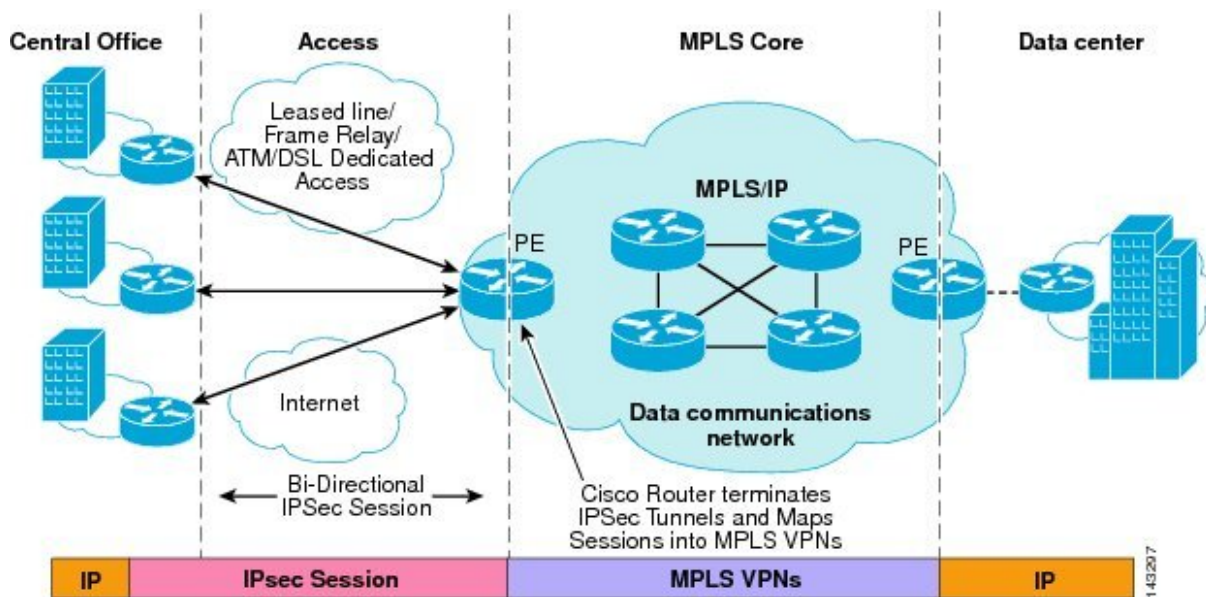 Central Office
Access
MPLS Core
Data center
Leased line/
Frame Relay/
ATM/DSL Dedicated
Access
MPLS/IP
PE
PE
Internet
Data communications
network
Bi-Directional
IPSec Session
Cisco Router terminates
IPSec Tunnels and Maps
Sessions into MPLS VPNs
IP
IPsec Session
MPLS VPNs
IP
143297